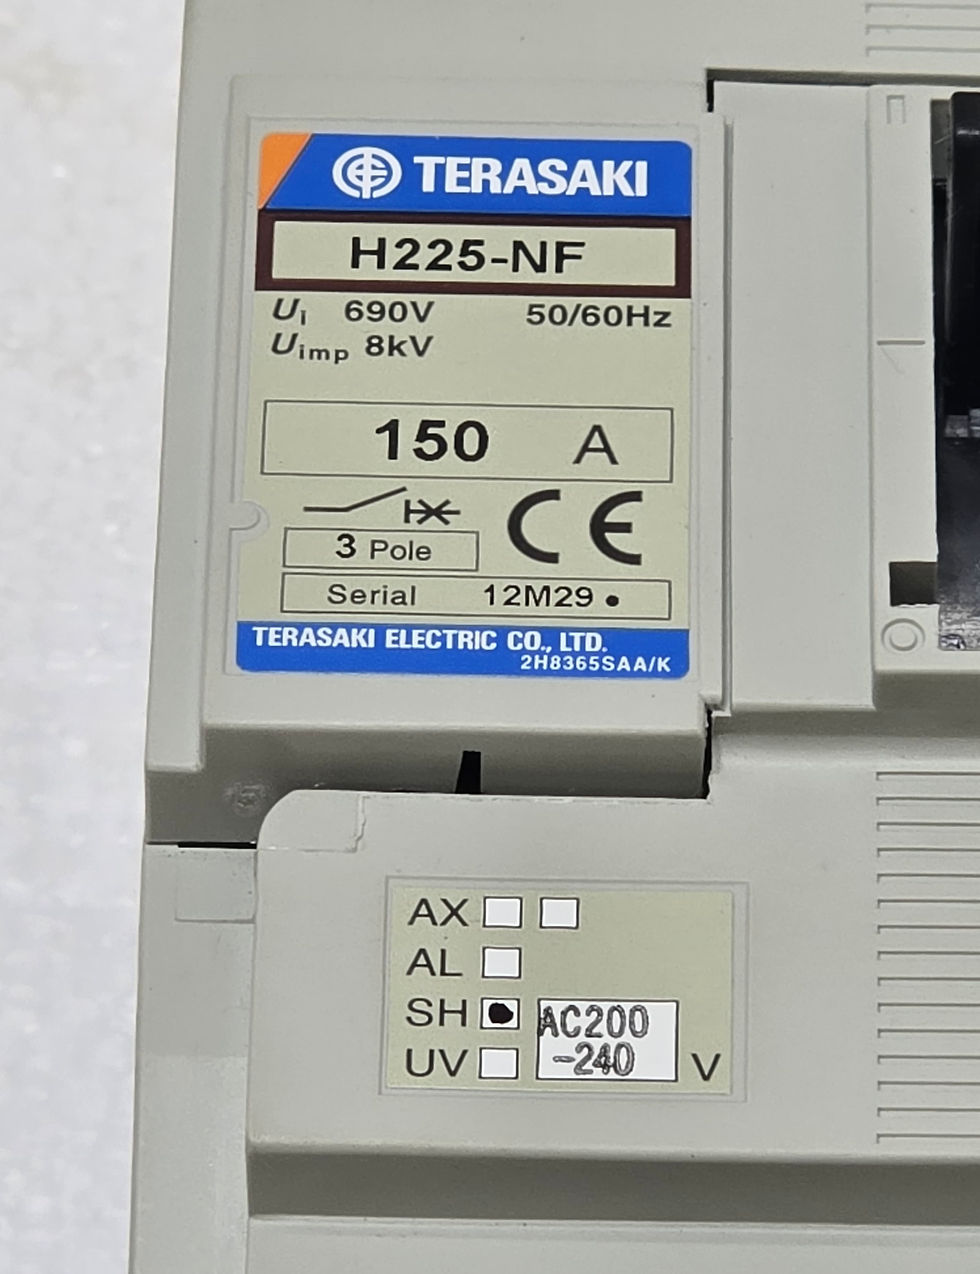 TERASAKI
H225-NF
Ui 690V 50/60Hz
Uimp 8kV
150 A
CE
3 Pole
Serial 12M29 •
TERASAKI ELECTRIC CO., LTD.
2H8365SAA/K
AX
AL
SH AC200
-240
UV V